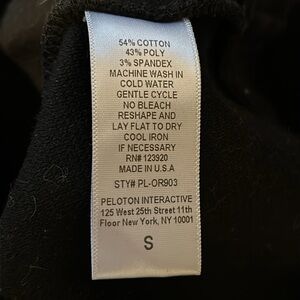 54% COTTON
43% POLY
3% SPANDEX
MACHINE WASH IN
COLD WATER
GENTLE CYCLE
NO BLEACH
RESHAPE AND
LAY FLAT TO DRY
COOL IRON
IF NECESSARY
RN# 123920
MADE IN U.S.A
STY# PL-OR903
PELOTON INTERACTIVE
125 West 25th Street 11th
Floor New York, NY 10001
S